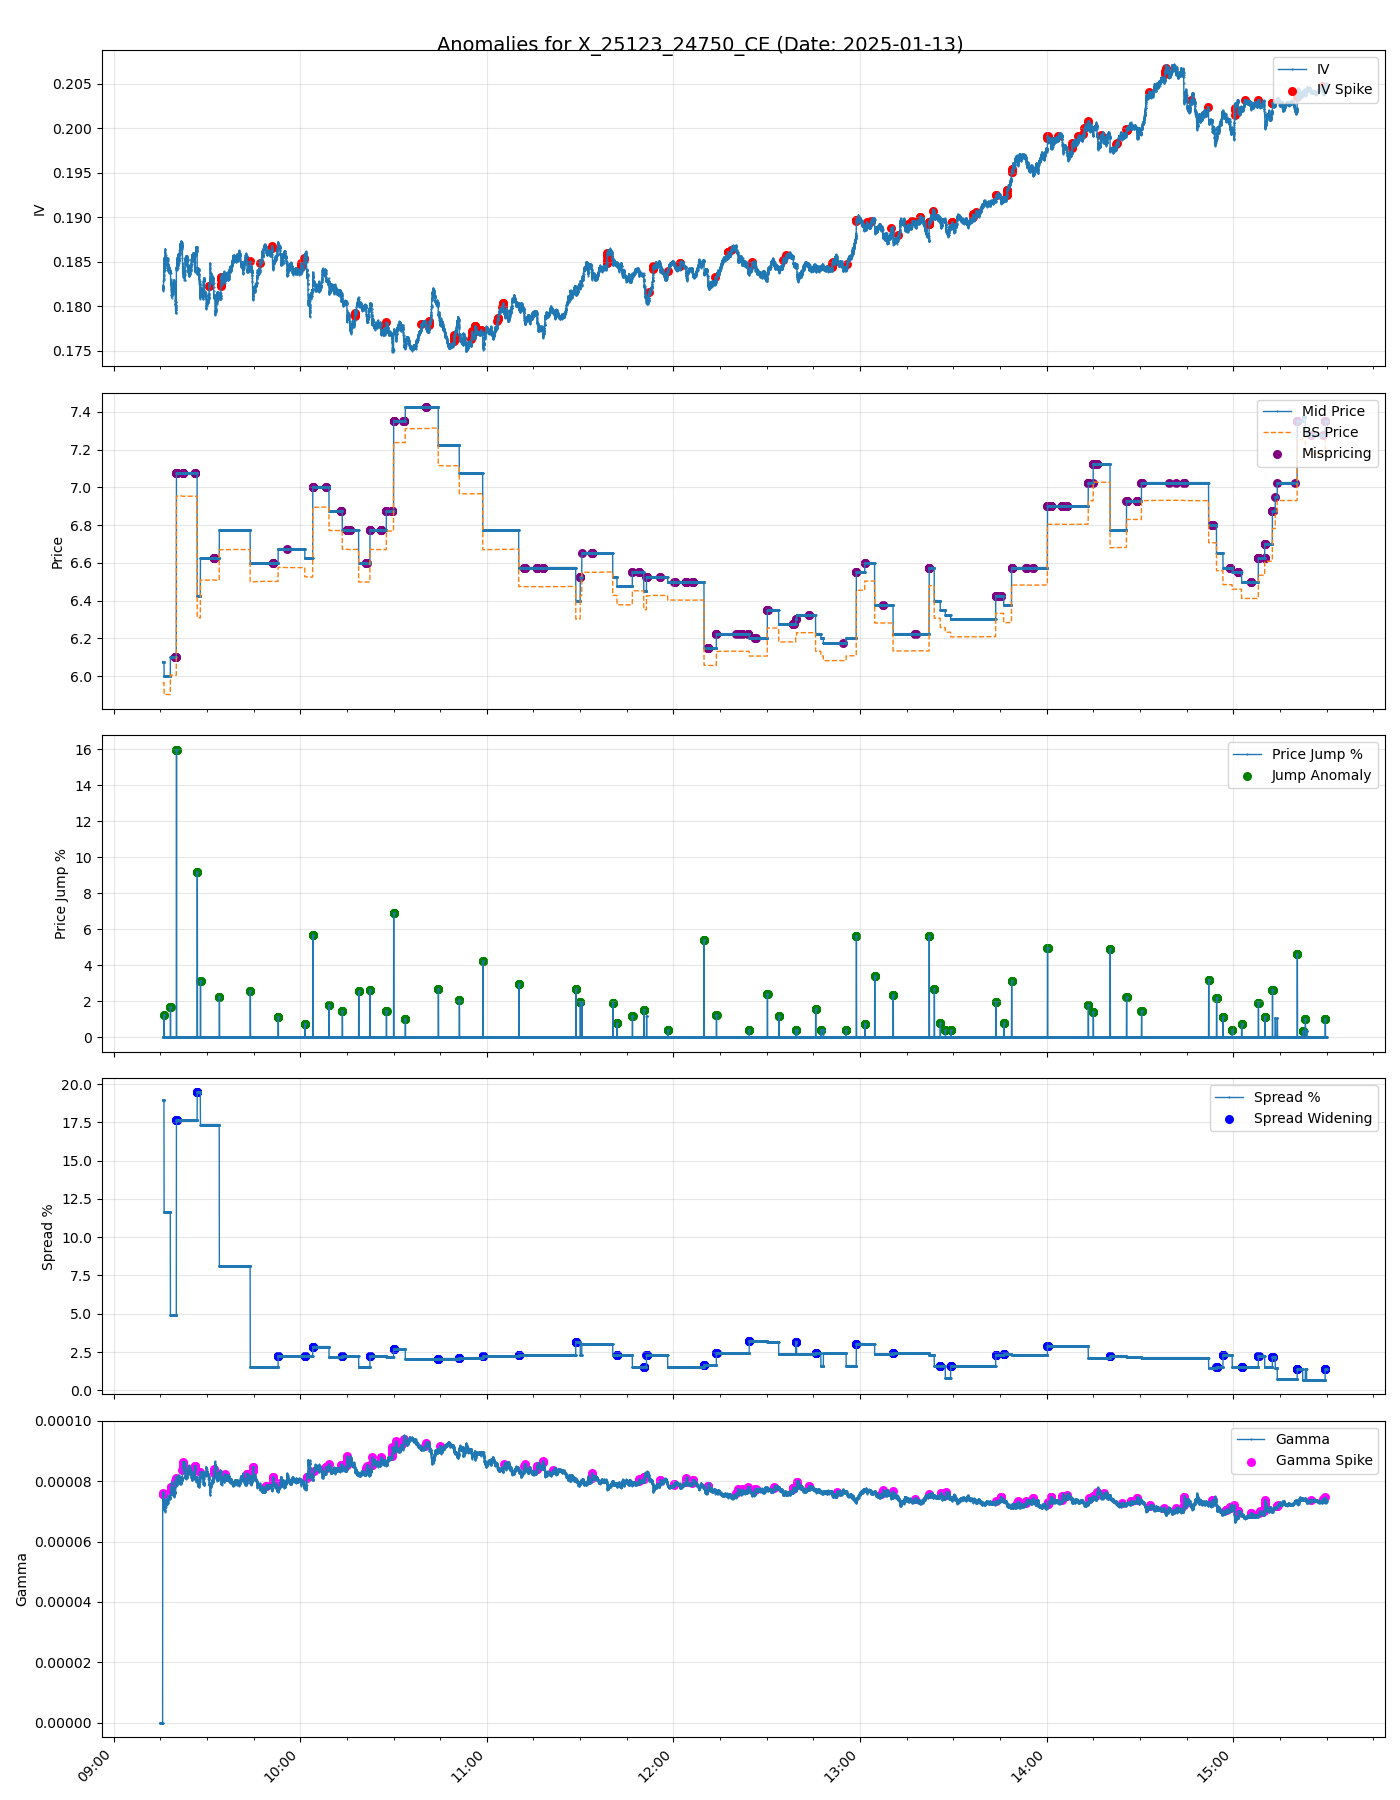 Anomalies for X_25123_24750_CE (Date: 2025-01-13)
IV
0.205
0.200
0.195
0.190
0.185
0.180
0.175
IV
IV Spike
Price
7.4
7.2
7.0
6.8
6.6
6.4
6.2
6.0
Mid Price
BS Price
Mispricing
Price Jump %
16
14
12
10
8
6
4
2
0
Price Jump %
Jump Anomaly
Spread %
20.0
17.5
15.0
12.5
10.0
7.5
5.0
2.5
0.0
Spread %
Spread Widening
Gamma
0.00010
0.00008
0.00006
0.00004
0.00002
0.00000
Gamma
Gamma Spike
09:00
10:00
11:00
12:00
13:00
14:00
15:00